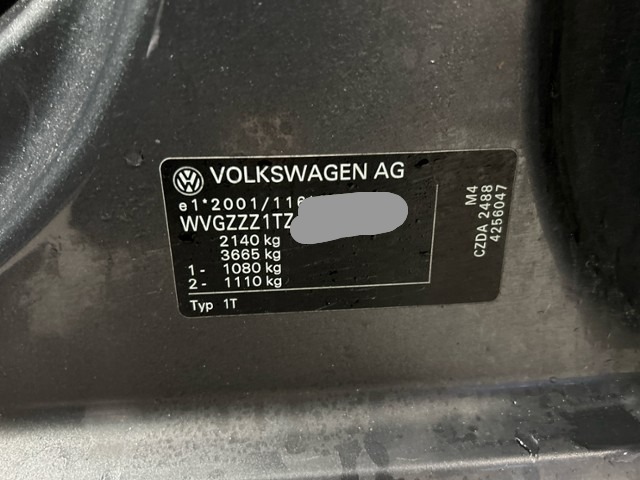 VOLKSWAGEN AG
e1*2001/116
WVGZZZ1TZ
2140 kg
3665 kg
1 - 1080 kg
2 - 1110 kg
Typ 1T
M4
CZDA 2488
4256047